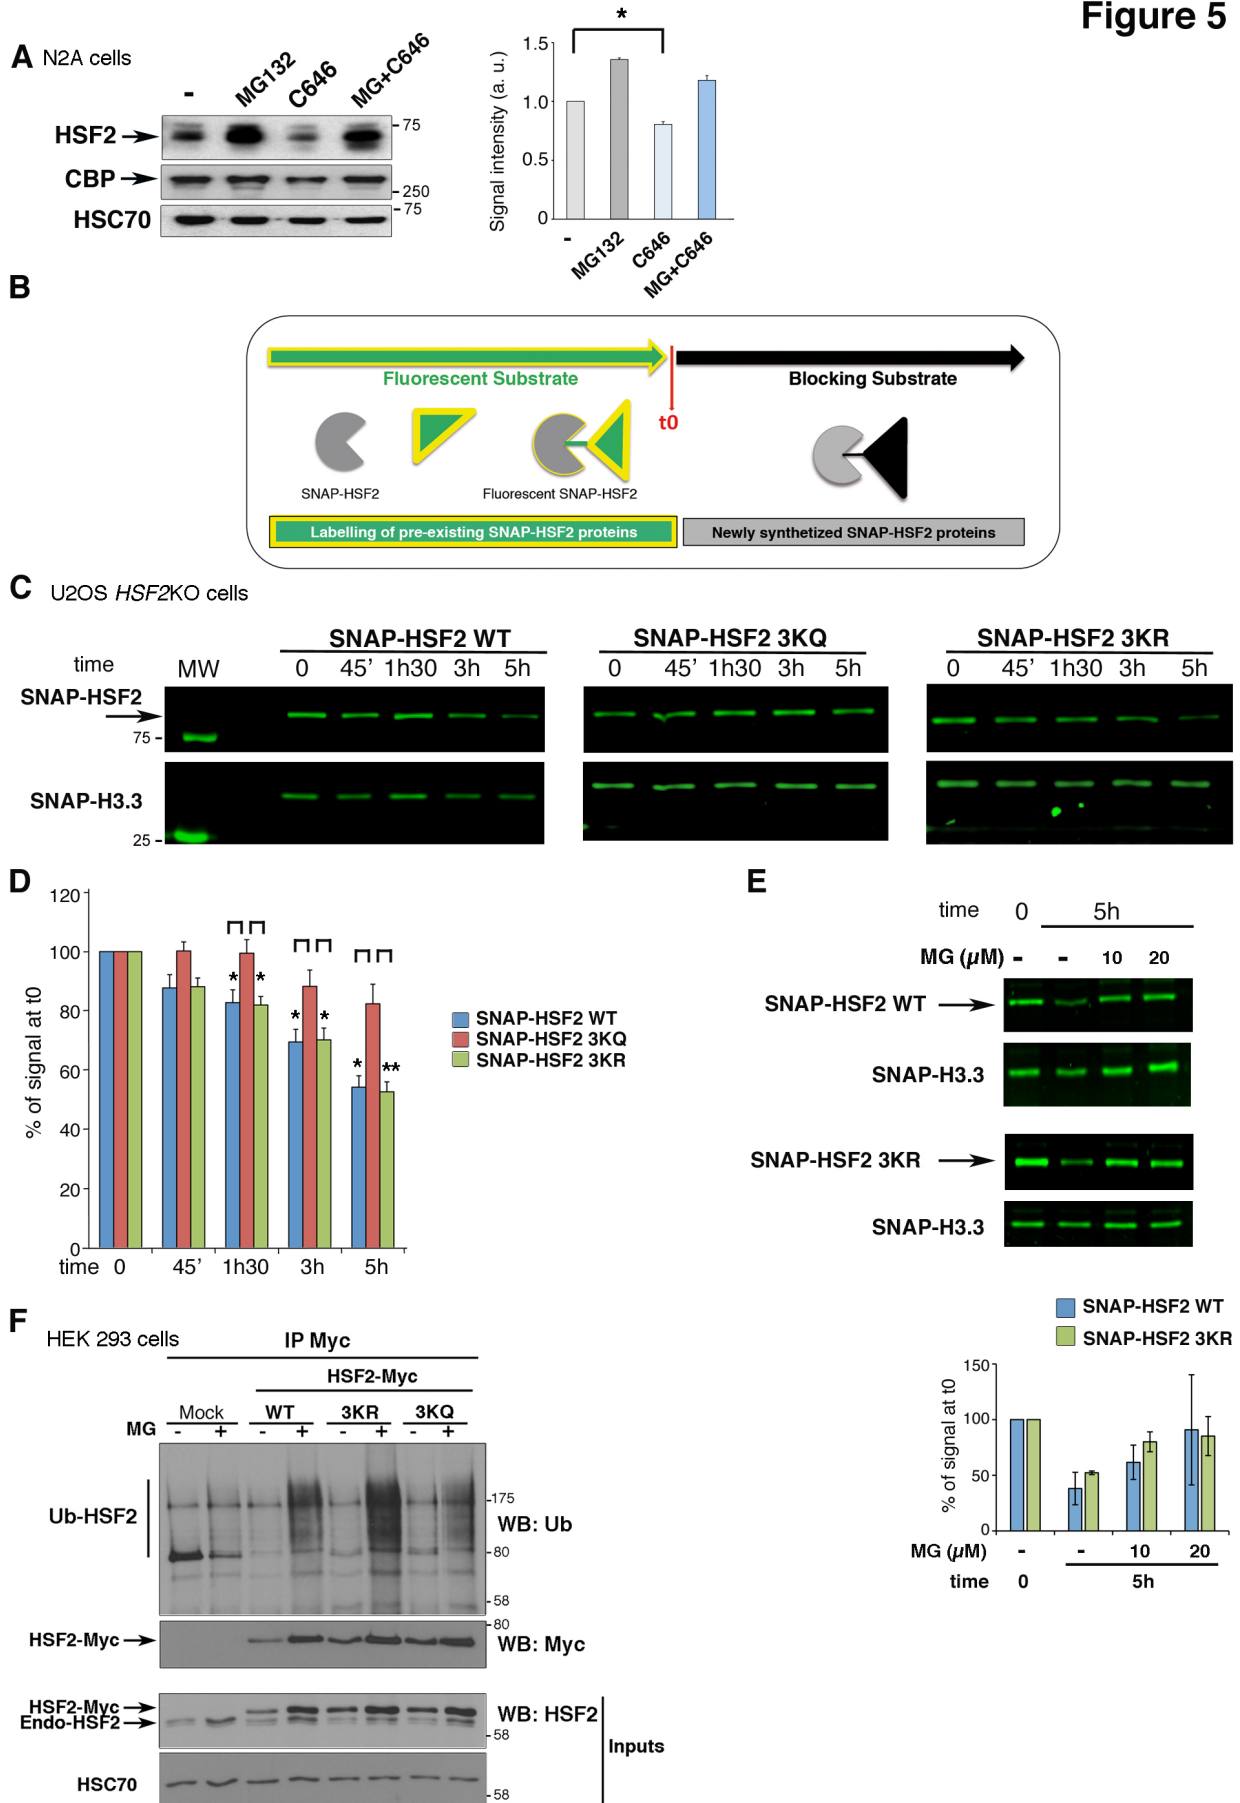 Figure 5
A N2A cells
- MG132 C646 MG+C646
HSF2
75
CBP
250
HSC70
75
*
Signal intensity (a. u.)
1.5
1.0
0.5
0
- MG132 C646 MG+C646
B
Fluorescent Substrate
Blocking Substrate
t0
SNAP-HSF2
Fluorescent SNAP-HSF2
Labelling of pre-existing SNAP-HSF2 proteins
Newly synthetized SNAP-HSF2 proteins
C U2OS HSF2KO cells
SNAP-HSF2 WT
SNAP-HSF2 3KQ
SNAP-HSF2 3KR
time MW 0 45' 1h30 3h 5h 0 45' 1h30 3h 5h 0 45' 1h30 3h 5h
SNAP-HSF2
75
SNAP-H3.3
25
D
% of signal at t0
120
100
80
60
40
20
0
* * * * * **
time 0 45' 1h30 3h 5h
SNAP-HSF2 WT
SNAP-HSF2 3KQ
SNAP-HSF2 3KR
E
time 0 5h
MG (µM) - - 10 20
SNAP-HSF2 WT
SNAP-H3.3
SNAP-HSF2 3KR
SNAP-H3.3
SNAP-HSF2 WT
SNAP-HSF2 3KR
% of signal at t0
150
100
50
0
MG (µM) - - 10 20
time 0 5h
F HEK 293 cells
IP Myc
HSF2-Myc
Mock WT 3KR 3KQ
MG - + - + - + - +
Ub-HSF2
175
WB: Ub
80
58
80
HSF2-Myc
WB: Myc
HSF2-Myc
Endo-HSF2
WB: HSF2
58
Inputs
HSC70
58